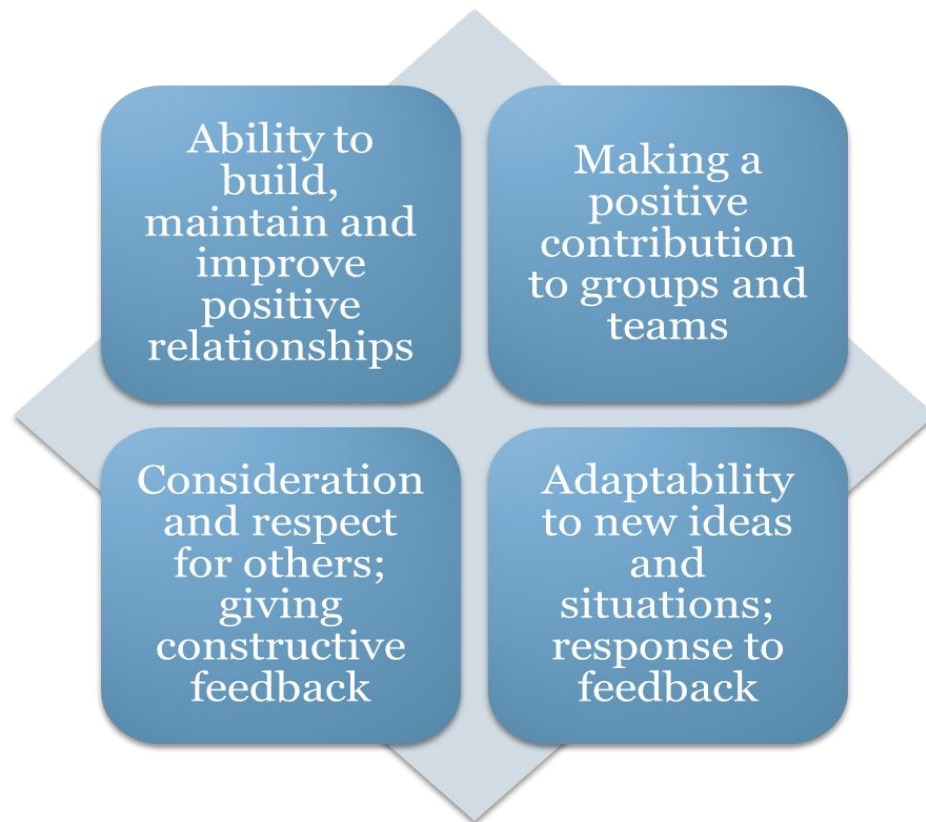 Ability to
build,
maintain and
improve
positive
relationships
Making a
positive
contribution
to groups and
teams
Consideration
and respect
for others;
giving
constructive
feedback
Adaptability
to new ideas
and
situations;
response to
feedback